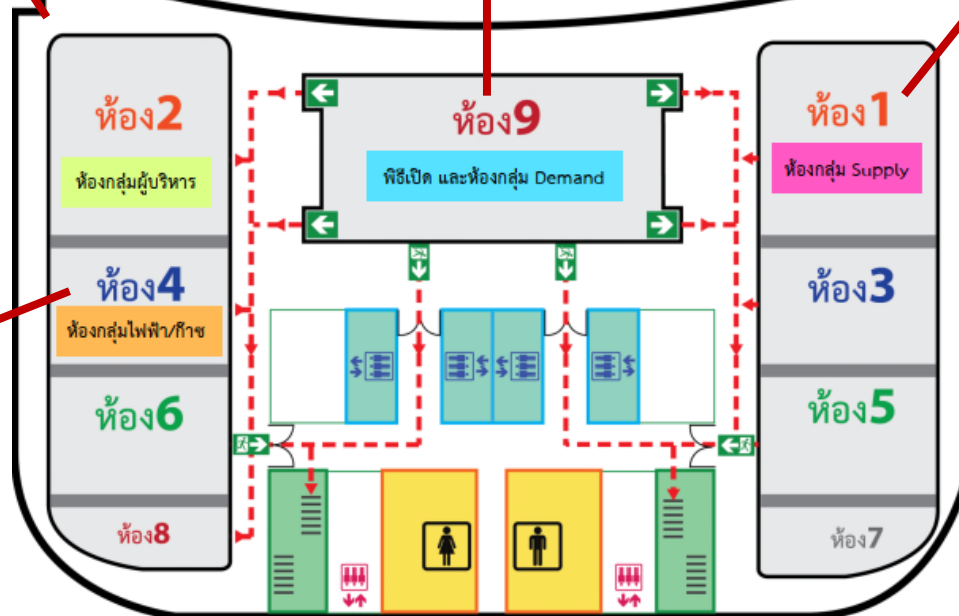 ห้อง2
ห้องกลุ่มผู้บริหาร
ห้อง4
ห้องกลุ่มไฟฟ้า/ก๊าซ
ห้อง6
ห้อง8
ห้อง9
พิธีเปิด และห้องกลุ่ม Demand
ห้อง1
ห้องกลุ่ม Supply
ห้อง3
ห้อง5
ห้อง7